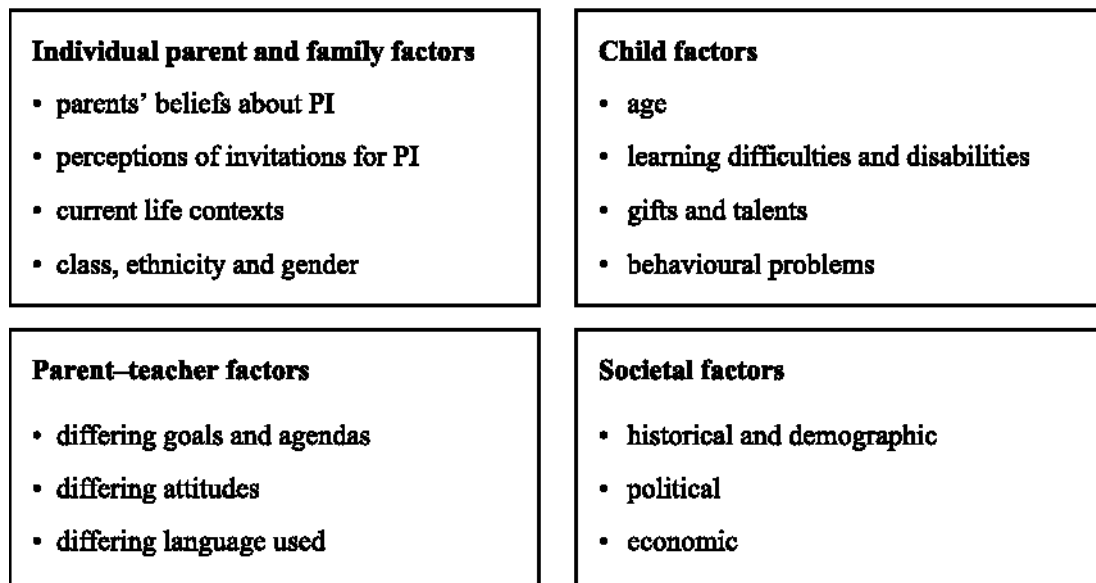 Individual parent and family factors
• parents' beliefs about PI
• perceptions of invitations for PI
• current life contexts
• class, ethnicity and gender
Child factors
• age
• learning difficulties and disabilities
• gifts and talents
• behavioural problems
Parent–teacher factors
• differing goals and agendas
• differing attitudes
• differing language used
Societal factors
• historical and demographic
• political
• economic